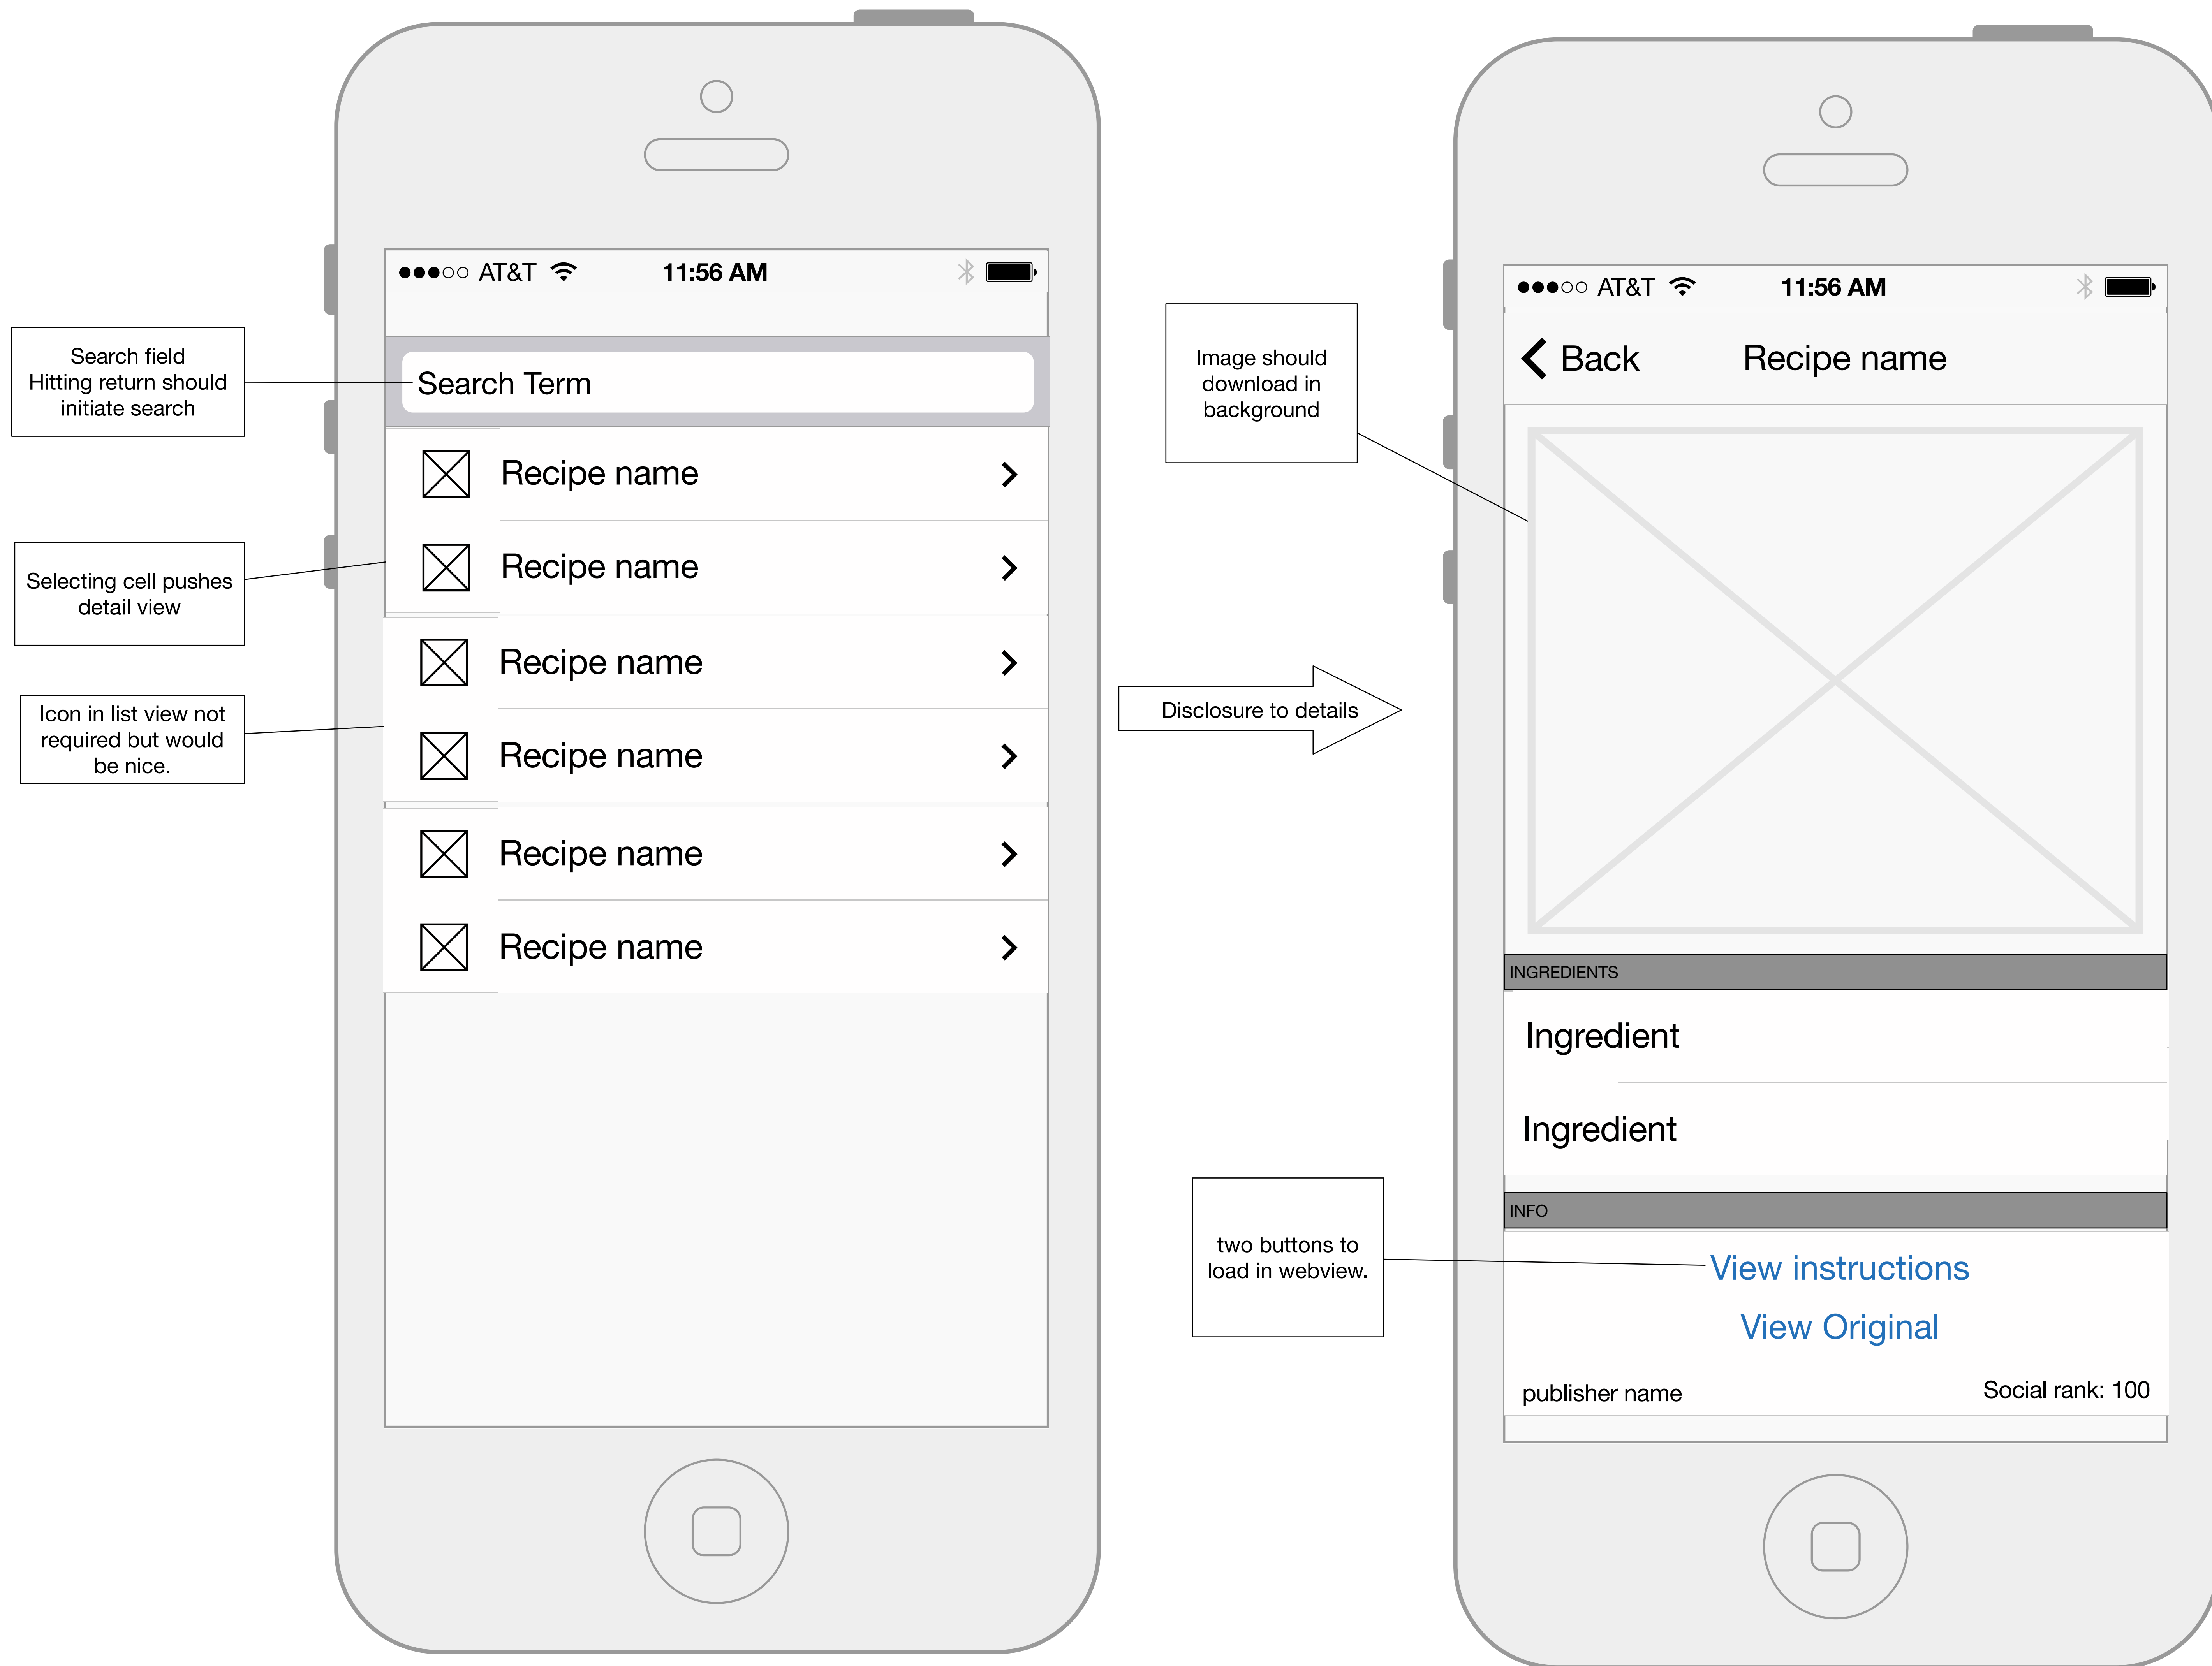 AT&T
11:56 AM
Search field
Hitting return should
initiate search
Search Term
Recipe name
Selecting cell pushes
detail view
Recipe name
Recipe name
Icon in list view not
required but would
be nice.
Recipe name
Recipe name
Recipe name
Disclosure to details
AT&T
11:56 AM
Back
Recipe name
Image should
download in
background
INGREDIENTS
Ingredient
Ingredient
INFO
two buttons to
load in webview.
View instructions
View Original
publisher name
Social rank: 100